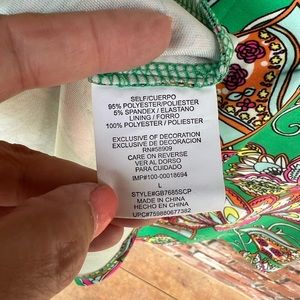 SELF/CUERPO
95% POLYESTER/POLIESTER
5% SPANDEX / ELASTANO
LINING / FORRO
100% POLYESTER/POLIESTER
EXCLUSIVE OF DECORATION
EXCLUSIVE DE DECORACION
RN#58909
CARE ON REVERSE
VER AL DORSO
PARA CUIDADO
IMP#100-00018694
L
STYLE#GB7685SCP
MADE IN CHINA
HECHO EN CHINA
UPC#759880677382